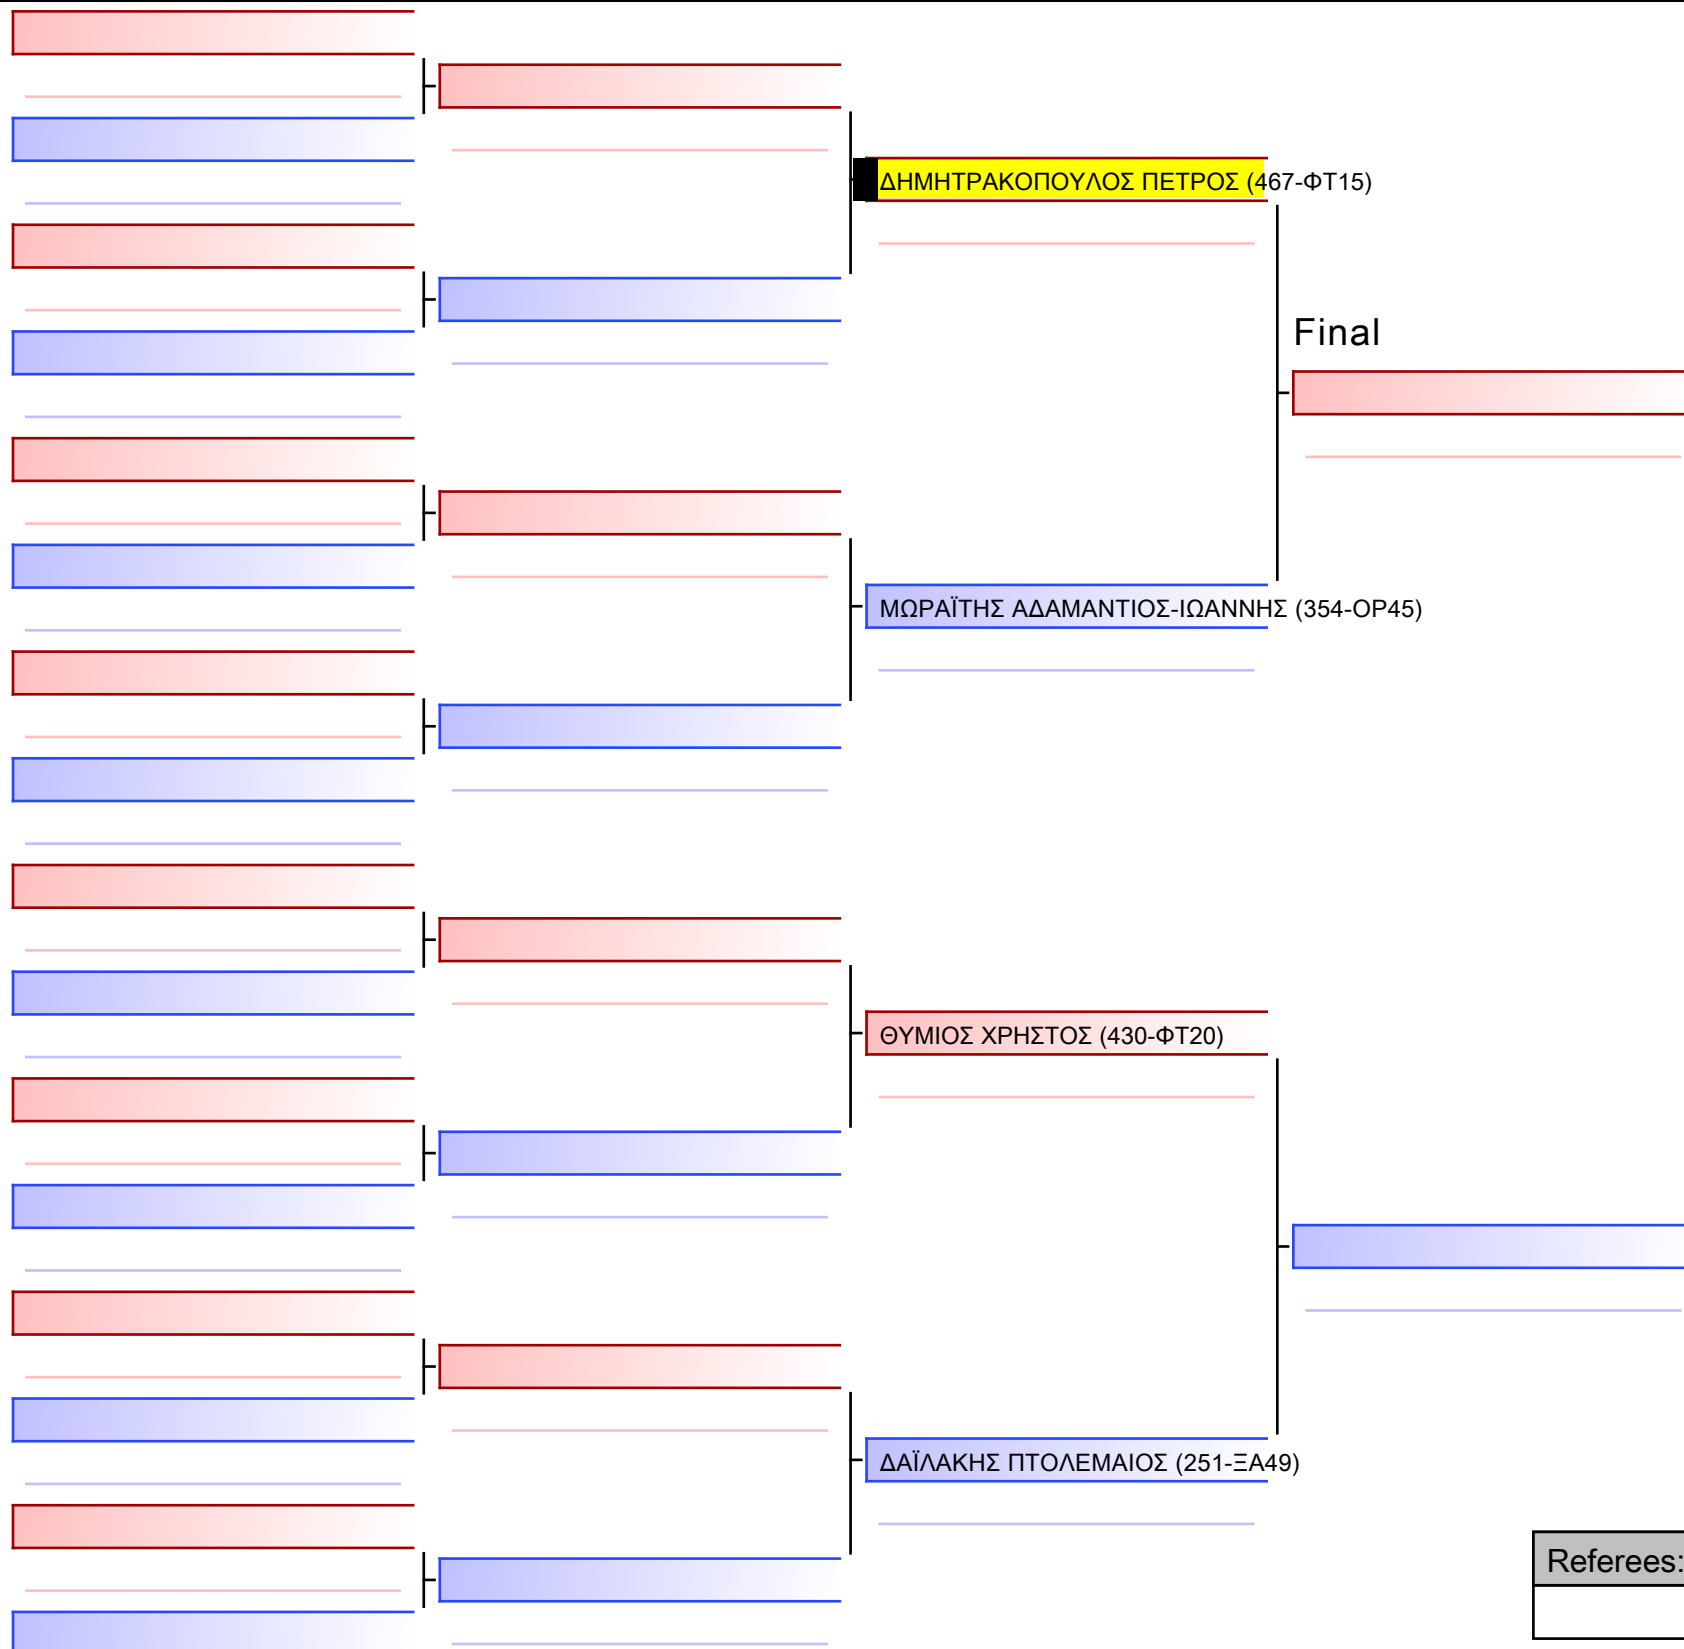 ΔΗΜΗΤΡΑΚΟΠΟΥΛΟΣ ΠΕΤΡΟΣ (467-ΦΤ15)
Final
ΜΩΡΑΪΤΗΣ ΑΔΑΜΑΝΤΙΟΣ-ΙΩΑΝΝΗΣ (354-ΟΡ45)
ΘΥΜΙΟΣ ΧΡΗΣΤΟΣ (430-ΦΤ20)
ΔΑΪΛΑΚΗΣ ΠΤΟΛΕΜΑΙΟΣ (251-ΞΑ49)
Referees: